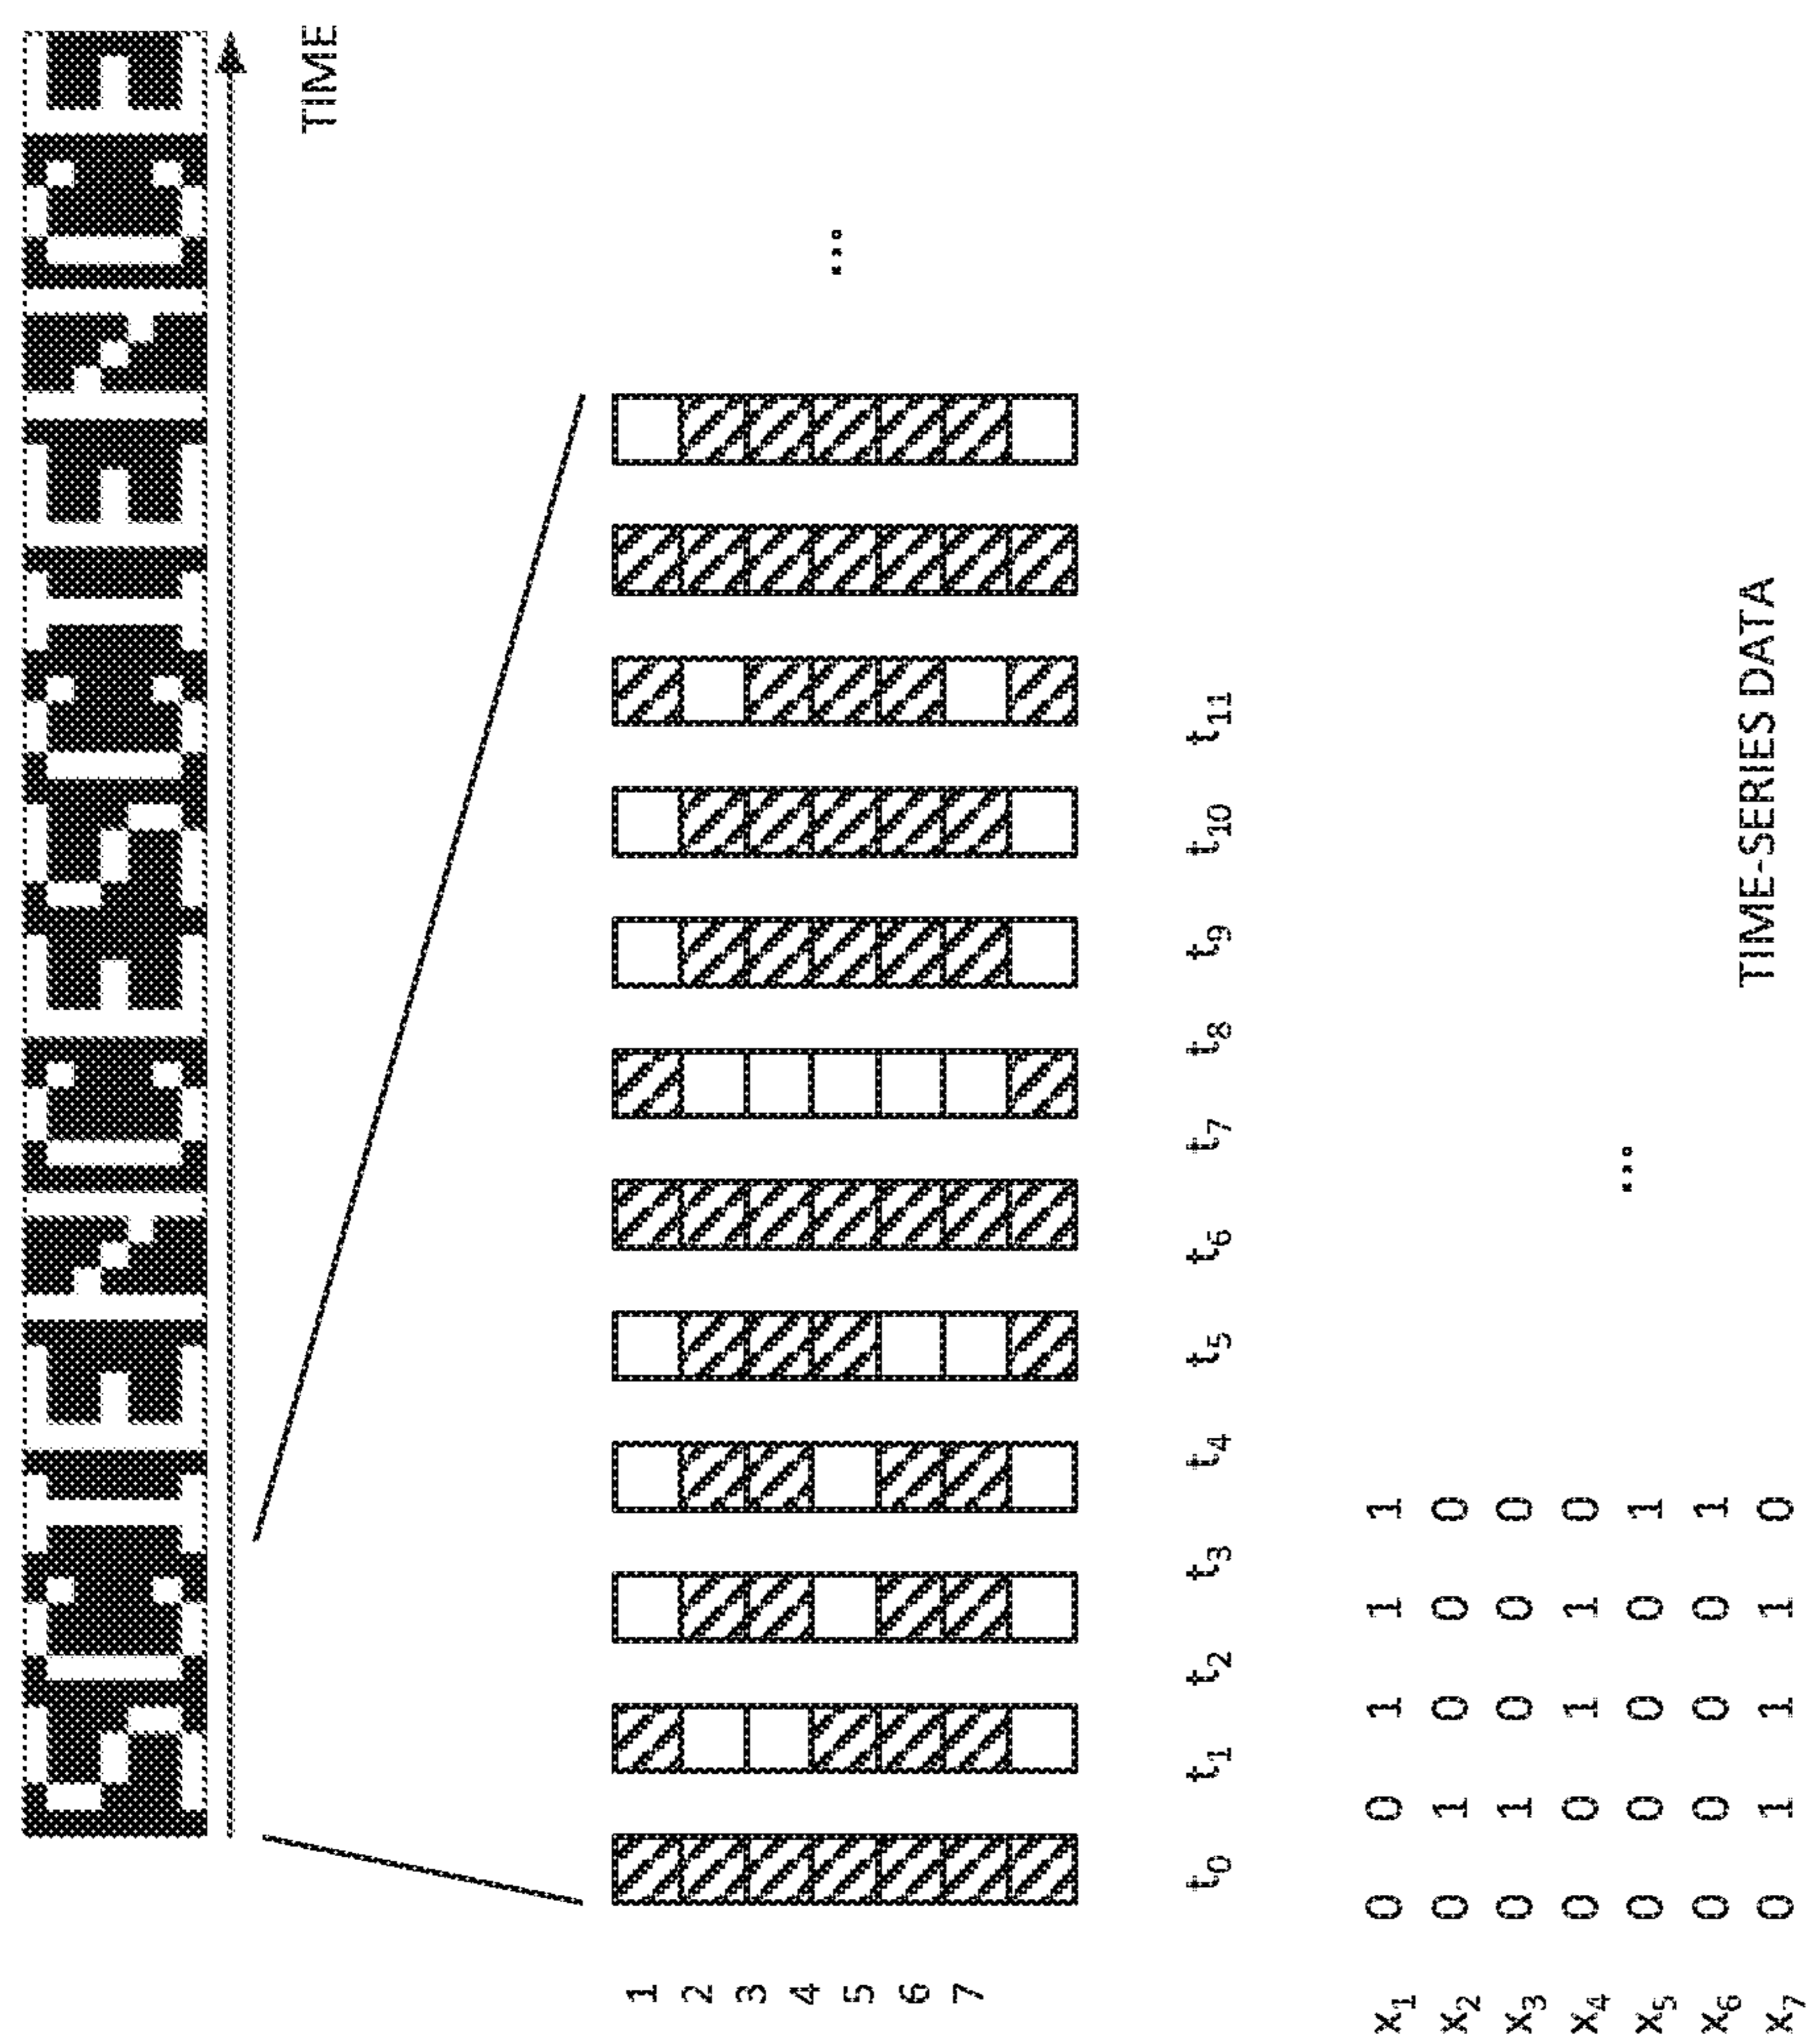 TIME
1
2
3
4
...
5
6
7
t₀ t₁ t₂ t₃ t₄ t₅ t₆ t₇ t₈ t₉ t₁₀ t₁₁
x₁ 0 0 1 1 1
x₂ 0 1 0 0 0
x₃ 0 1 0 0 0
x₄ 0 0 1 1 0
...
x₅ 0 0 0 0 1
x₆ 0 0 0 0 1
x₇ 0 1 1 1 0
TIME-SERIES DATA